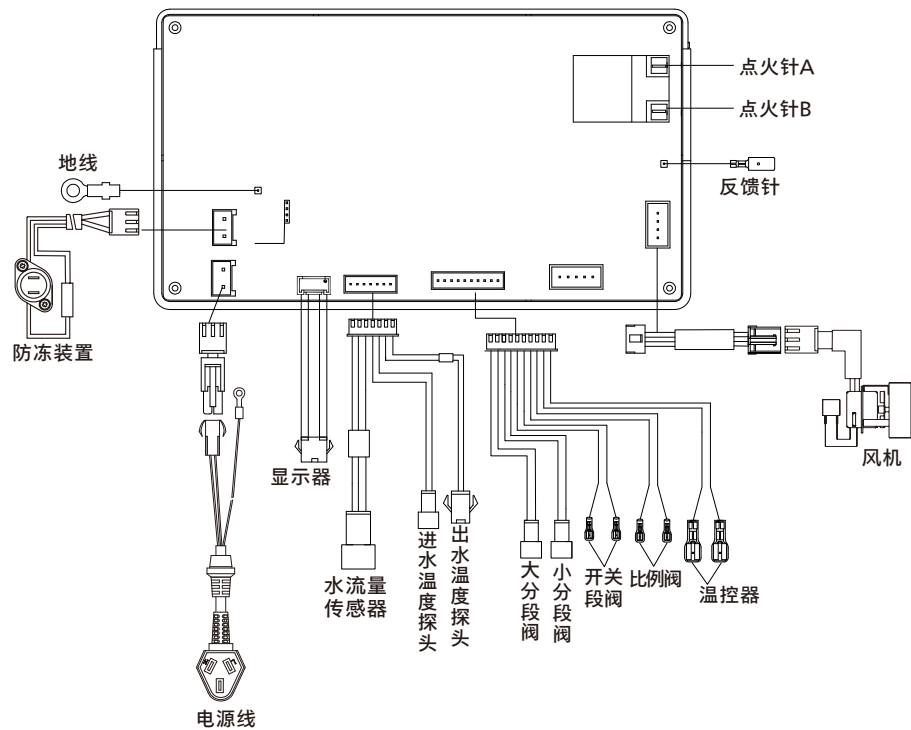 点火针A
点火针B
地线
反馈针
防冻装置
风机
显示器
水流量
传感器
进水温度探头
出水温度探头
大分段阀
小分段阀
开关
段阀
比例阀
温控器
电源线